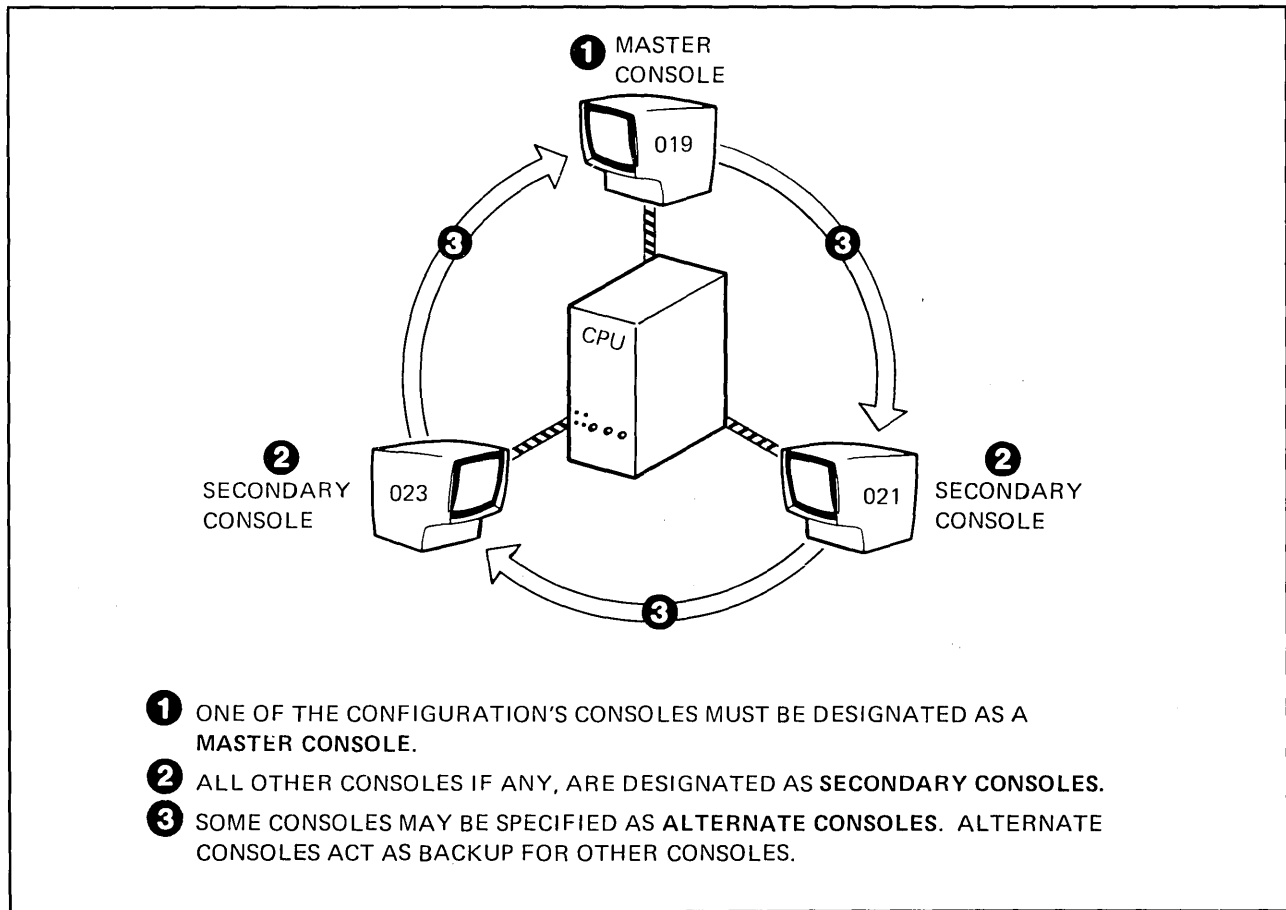 1 MASTER
CONSOLE
019
3
3
CPU
2
SECONDARY
CONSOLE
023
021
2
SECONDARY
CONSOLE
3
1 ONE OF THE CONFIGURATION'S CONSOLES MUST BE DESIGNATED AS A
MASTER CONSOLE.
2 ALL OTHER CONSOLES IF ANY, ARE DESIGNATED AS SECONDARY CONSOLES.
3 SOME CONSOLES MAY BE SPECIFIED AS ALTERNATE CONSOLES. ALTERNATE
CONSOLES ACT AS BACKUP FOR OTHER CONSOLES.